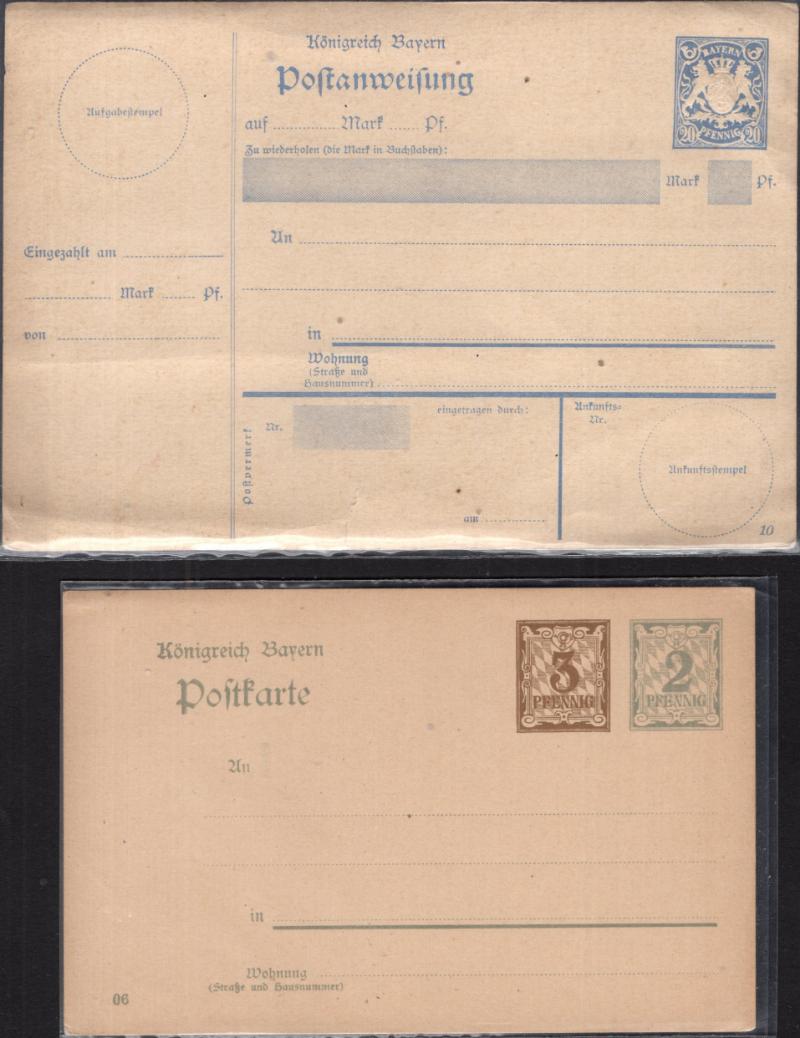 Königreich Bayern
Postanweisung
Aufgabestempel
BAYERN
20 PFENNIG 20
auf ............... Mark ...... Pf.
Zu wiederholen (die Mark in Buchstaben):
Mark Pf.
An
Eingezahlt am
Mark ...... Pf.
von
in
Wohnung
(Straße und
Hausnummer)
Postvermerk
Nr.
eingetragen durch:
am
Ankunfts-
Nr.
Ankunftsstempel
10
Königreich Bayern
Postkarte
3
PFENNIG
2
PFENNIG
An
in
Wohnung
(Straße und Hausnummer)
06